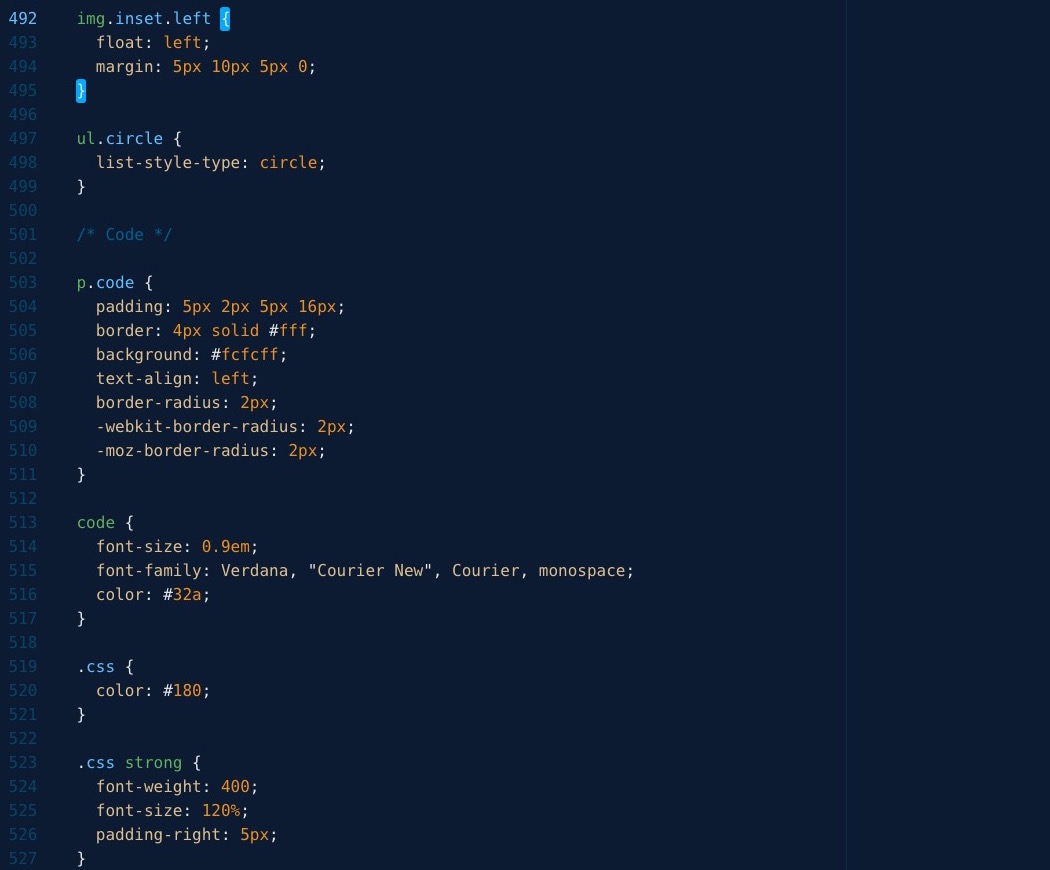 492 img.inset.left {
493 float: left;
494 margin: 5px 10px 5px 0;
495 }
496
497 ul.circle {
498 list-style-type: circle;
499 }
500
501 /* Code */
502
503 p.code {
504 padding: 5px 2px 5px 16px;
505 border: 4px solid #fff;
506 background: #fcfcff;
507 text-align: left;
508 border-radius: 2px;
509 -webkit-border-radius: 2px;
510 -moz-border-radius: 2px;
511 }
512
513 code {
514 font-size: 0.9em;
515 font-family: Verdana, "Courier New", Courier, monospace;
516 color: #32a;
517 }
518
519 .css {
520 color: #180;
521 }
522
523 .css strong {
524 font-weight: 400;
525 font-size: 120%;
526 padding-right: 5px;
527 }